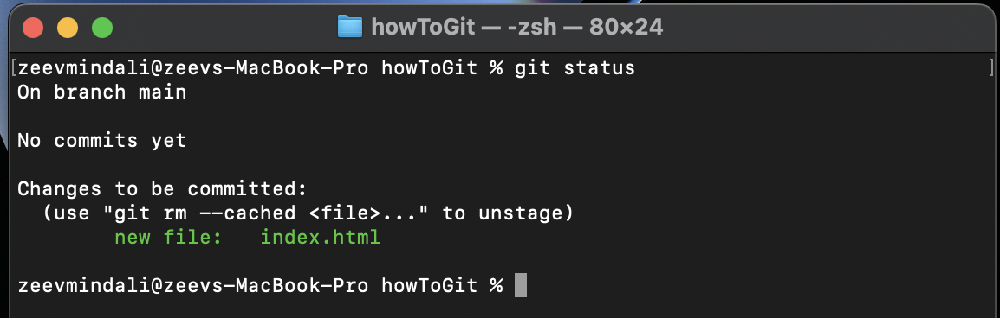 howToGit — -zsh — 80×24
[zeevmindali@zeevs-MacBook-Pro howToGit % git status ]
On branch main
No commits yet
Changes to be committed:
(use "git rm --cached <file>..." to unstage)
new file: index.html
zeevmindali@zeevs-MacBook-Pro howToGit %